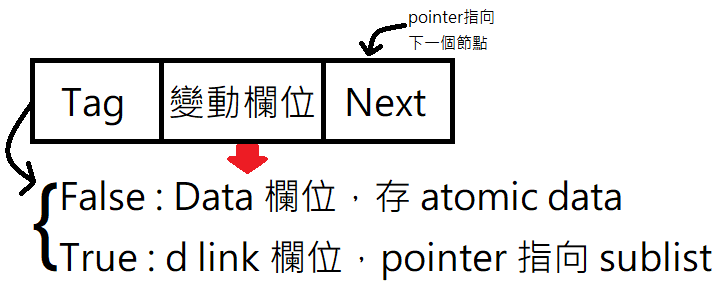 pointer指向
下一個節點
Tag 變動欄位 Next
False : Data 欄位，存 atomic data
True : d link 欄位，pointer 指向 sublist